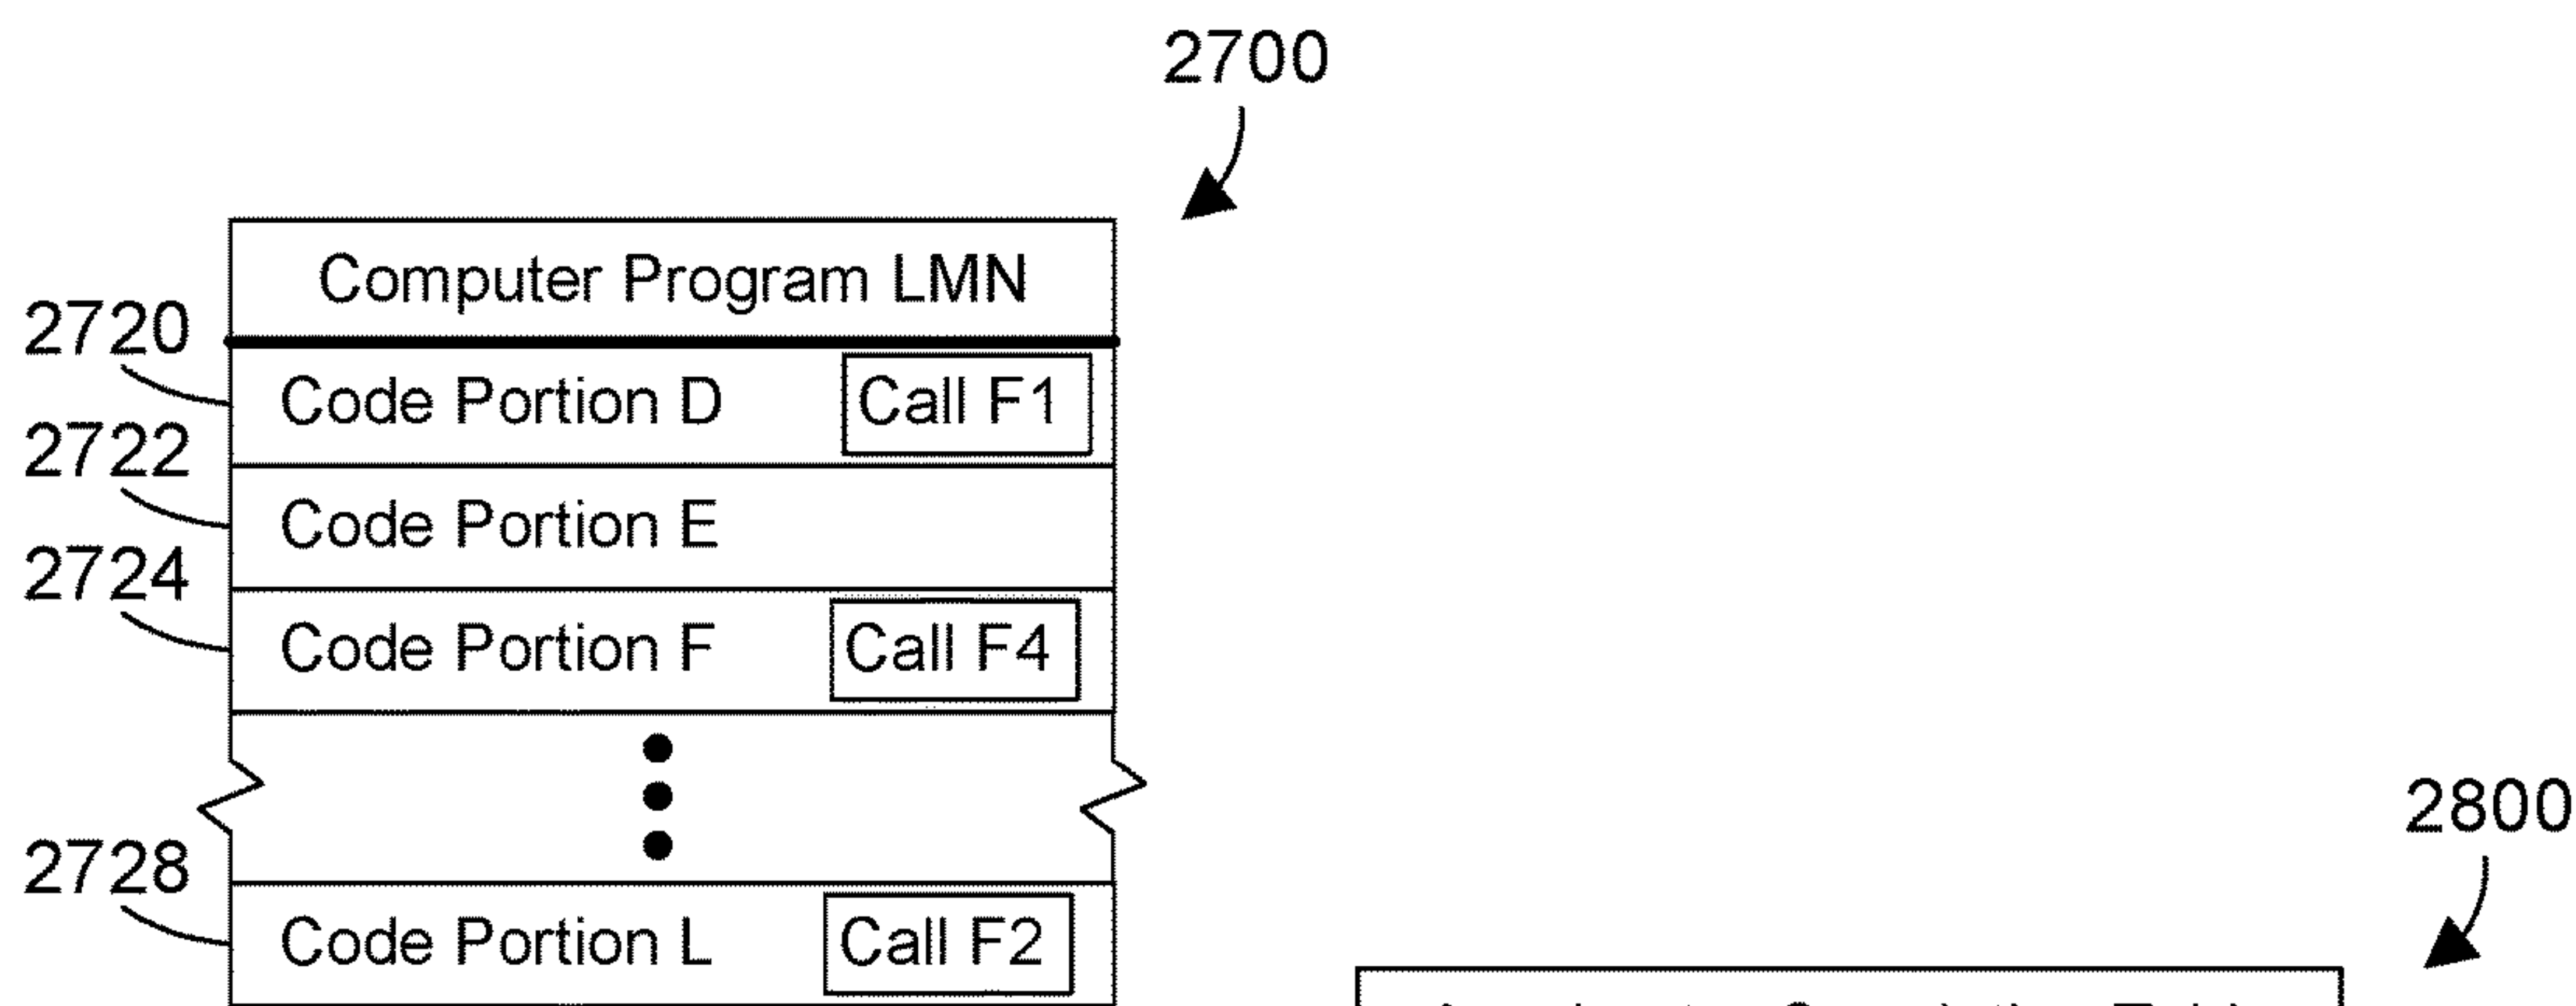 2700
Computer Program LMN
2720
Code Portion D Call F1
2722
Code Portion E
2724
Code Portion F Call F4
2800
2728
Code Portion L Call F2